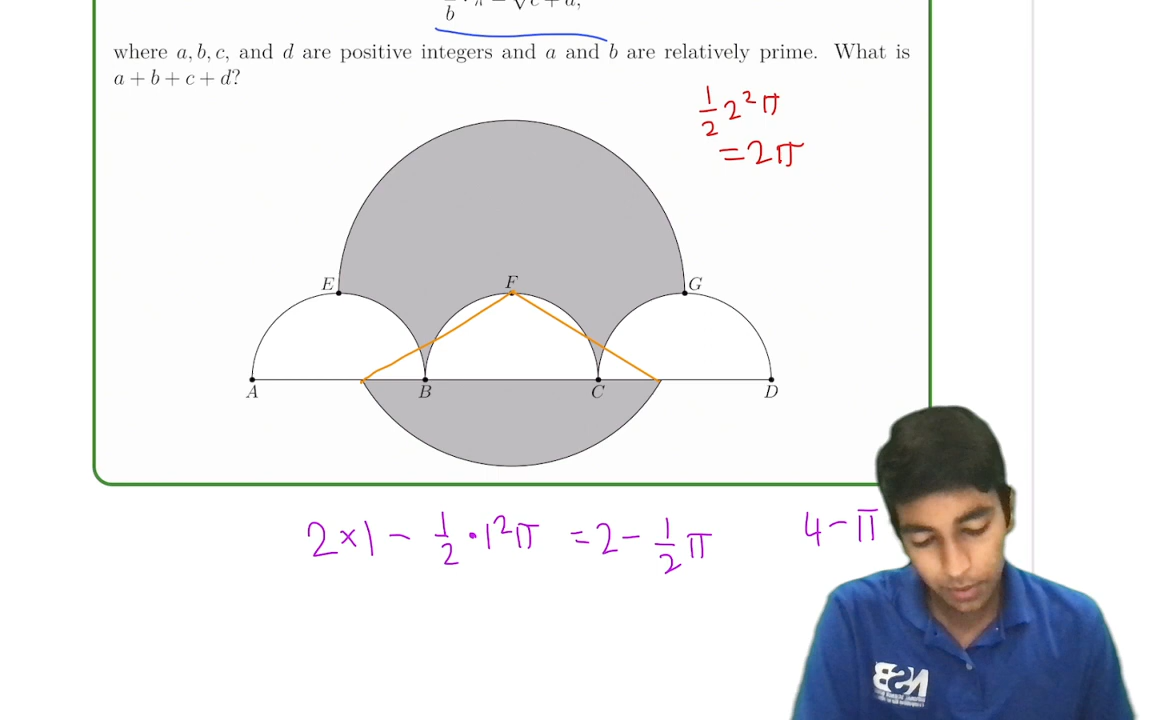 b
where a, b, c, and d are positive integers and a and b are relatively prime. What is
a + b + c + d?
1/2 2² π
= 2π
E F G
A B C D
2×1 − 1/2 · 1²π = 2 − 1/2 π
4 − π